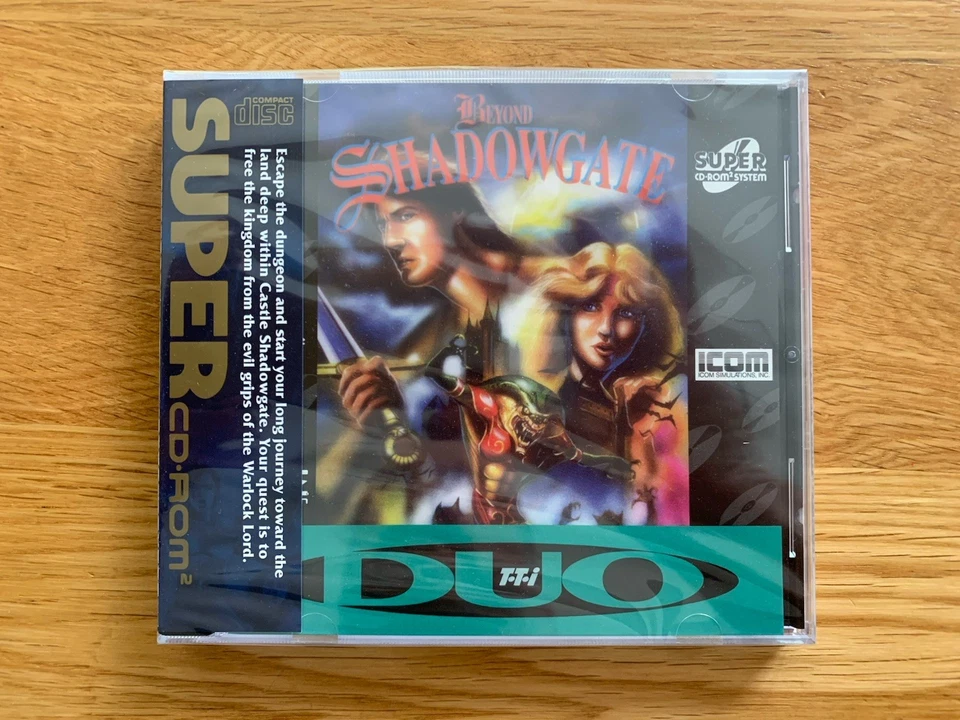 COMPACT
disc
SUPER
CD-ROM2
Escape the dungeon and start your long journey toward the
land deep within Castle Shadowgate. Your quest is to
free the kingdom from the evil grips of the Warlock Lord.
BEYOND
SHADOWGATE
SUPER
CD-ROM2 SYSTEM
ICOM
ICOM SIMULATIONS, INC.
DUO
T•T•i